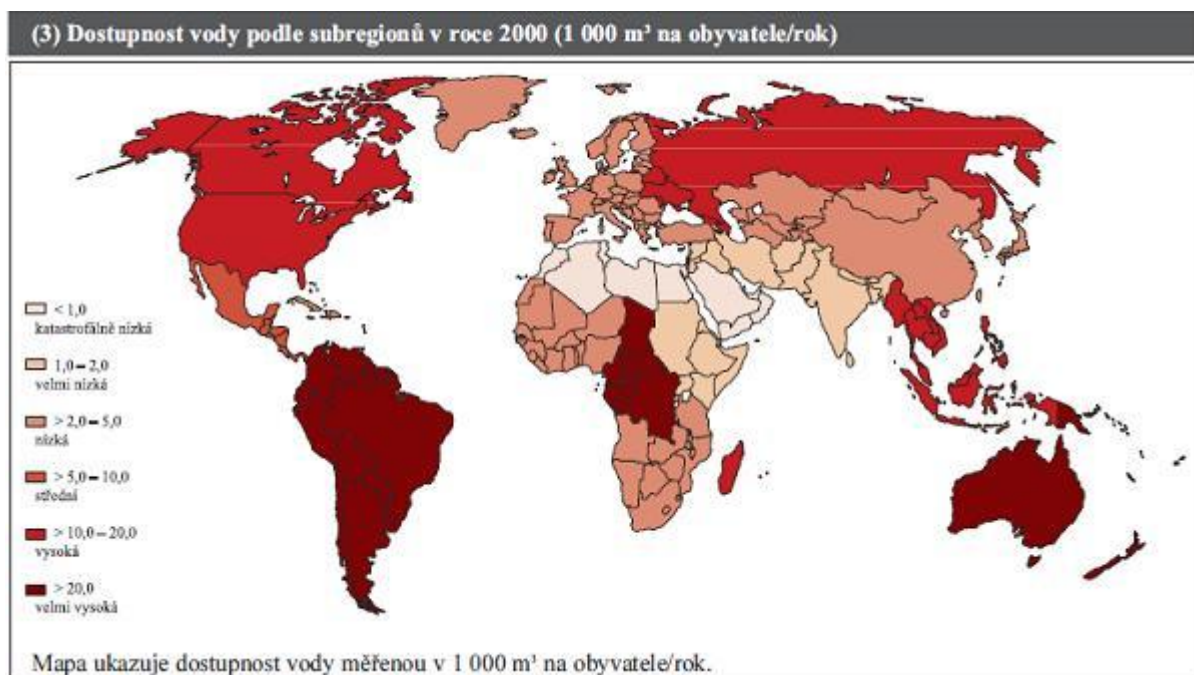 (3) Dostupnost vody podle subregionů v roce 2000 (1 000 m³ na obyvatele/rok)
< 1,0
katastrofálně nízká
1,0 – 2,0
velmi nízká
> 2,0 – 5,0
nízká
> 5,0 – 10,0
střední
> 10,0 – 20,0
vysoká
> 20,0
velmi vysoká
Mapa ukazuje dostupnost vody měřenou v 1 000 m³ na obyvatele/rok.